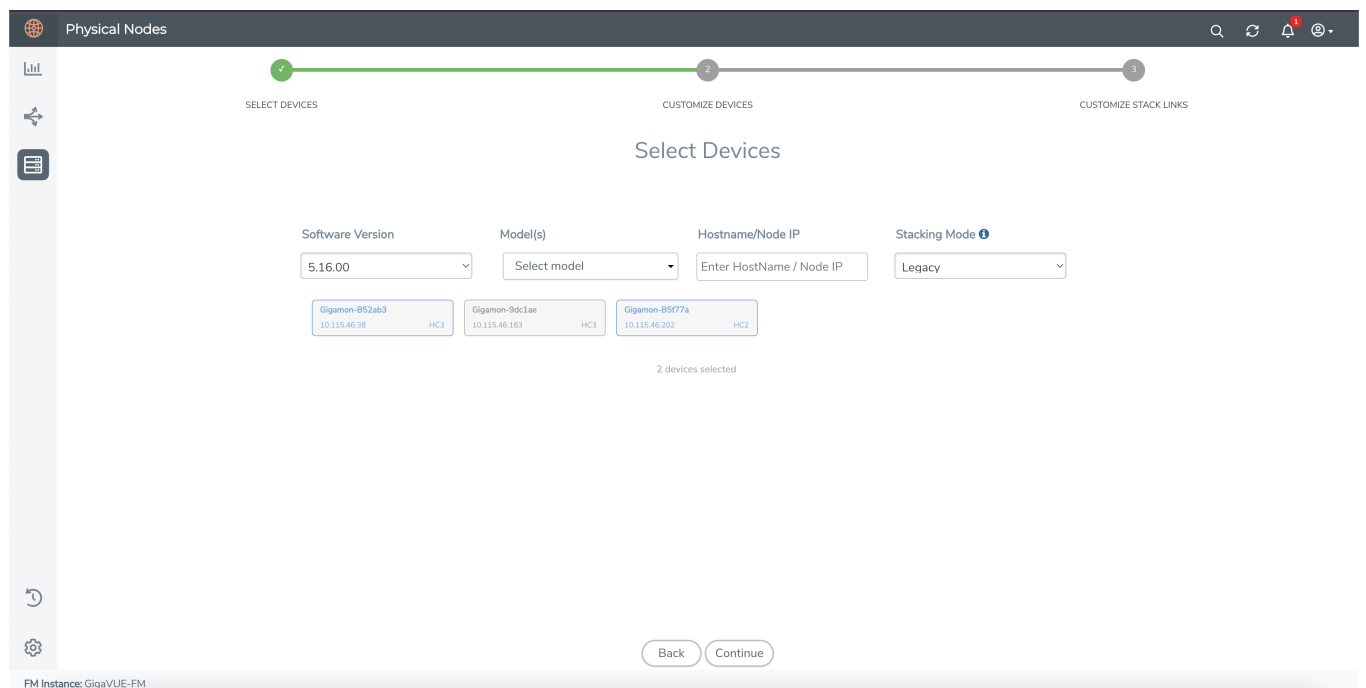 Physical Nodes
1
✓ 2 3
SELECT DEVICES CUSTOMIZE DEVICES CUSTOMIZE STACK LINKS
Select Devices
Software Version Model(s) Hostname/Node IP Stacking Mode
5.16.00 Select model Enter HostName / Node IP Legacy
Gigamon-B52ab3 Gigamon-9dc1ae Gigamon-B5f77a
10.115.46.38 HC3 10.115.46.183 HC3 10.115.46.202 HC2
2 devices selected
Back Continue
FM Instance: GigaVUE-FM